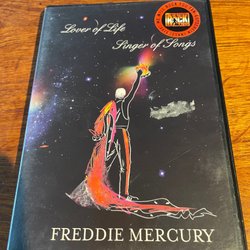 Lover of Life
Singer of Songs
FREDDIE MERCURY